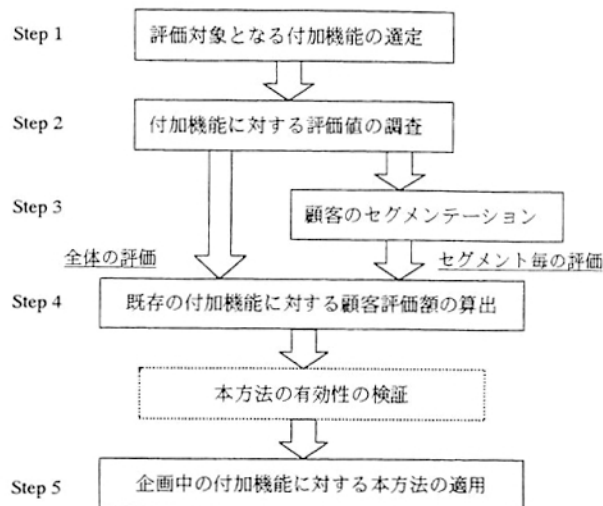 Step 1
評価対象となる付加機能の選定
Step 2
付加機能に対する評価値の調査
Step 3
顧客のセグメンテーション
全体の評価
セグメント毎の評価
Step 4
既存の付加機能に対する顧客評価額の算出
本方法の有効性の検証
Step 5
企画中の付加機能に対する本方法の適用